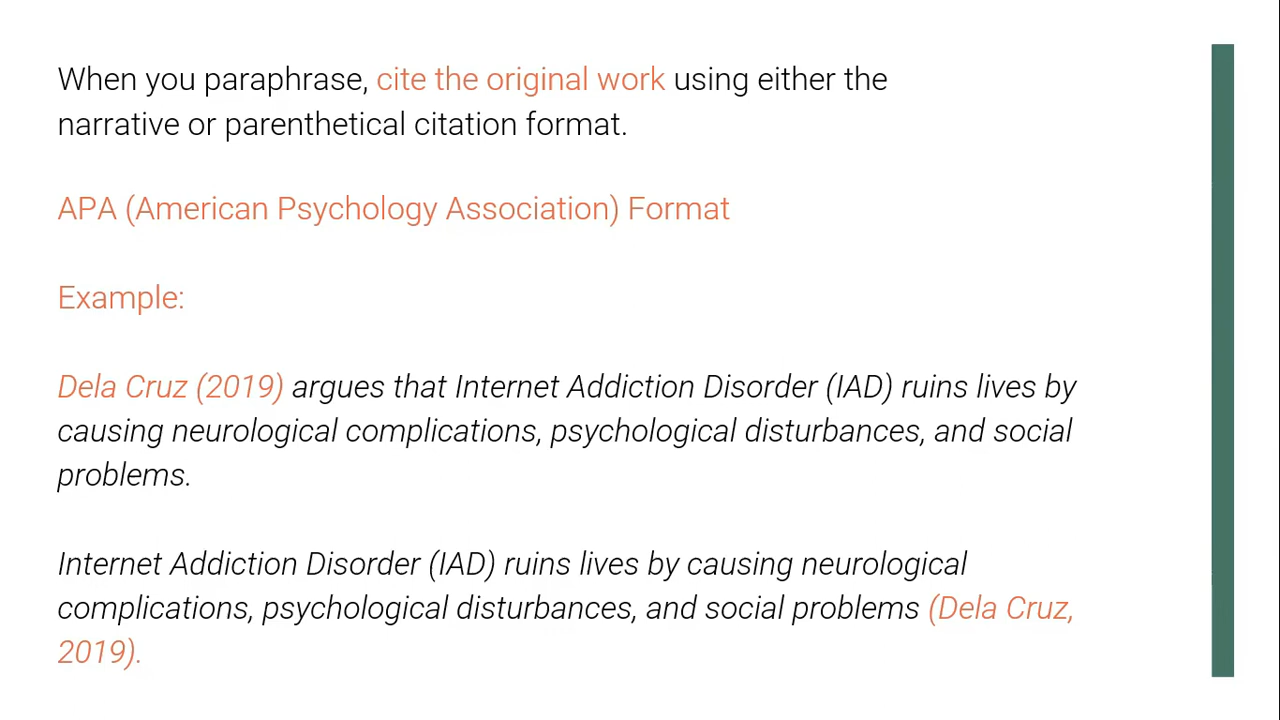 When you paraphrase, cite the original work using either the
narrative or parenthetical citation format.
APA (American Psychology Association) Format
Example:
Dela Cruz (2019) argues that Internet Addiction Disorder (IAD) ruins lives by
causing neurological complications, psychological disturbances, and social
problems.
Internet Addiction Disorder (IAD) ruins lives by causing neurological
complications, psychological disturbances, and social problems (Dela Cruz,
2019).